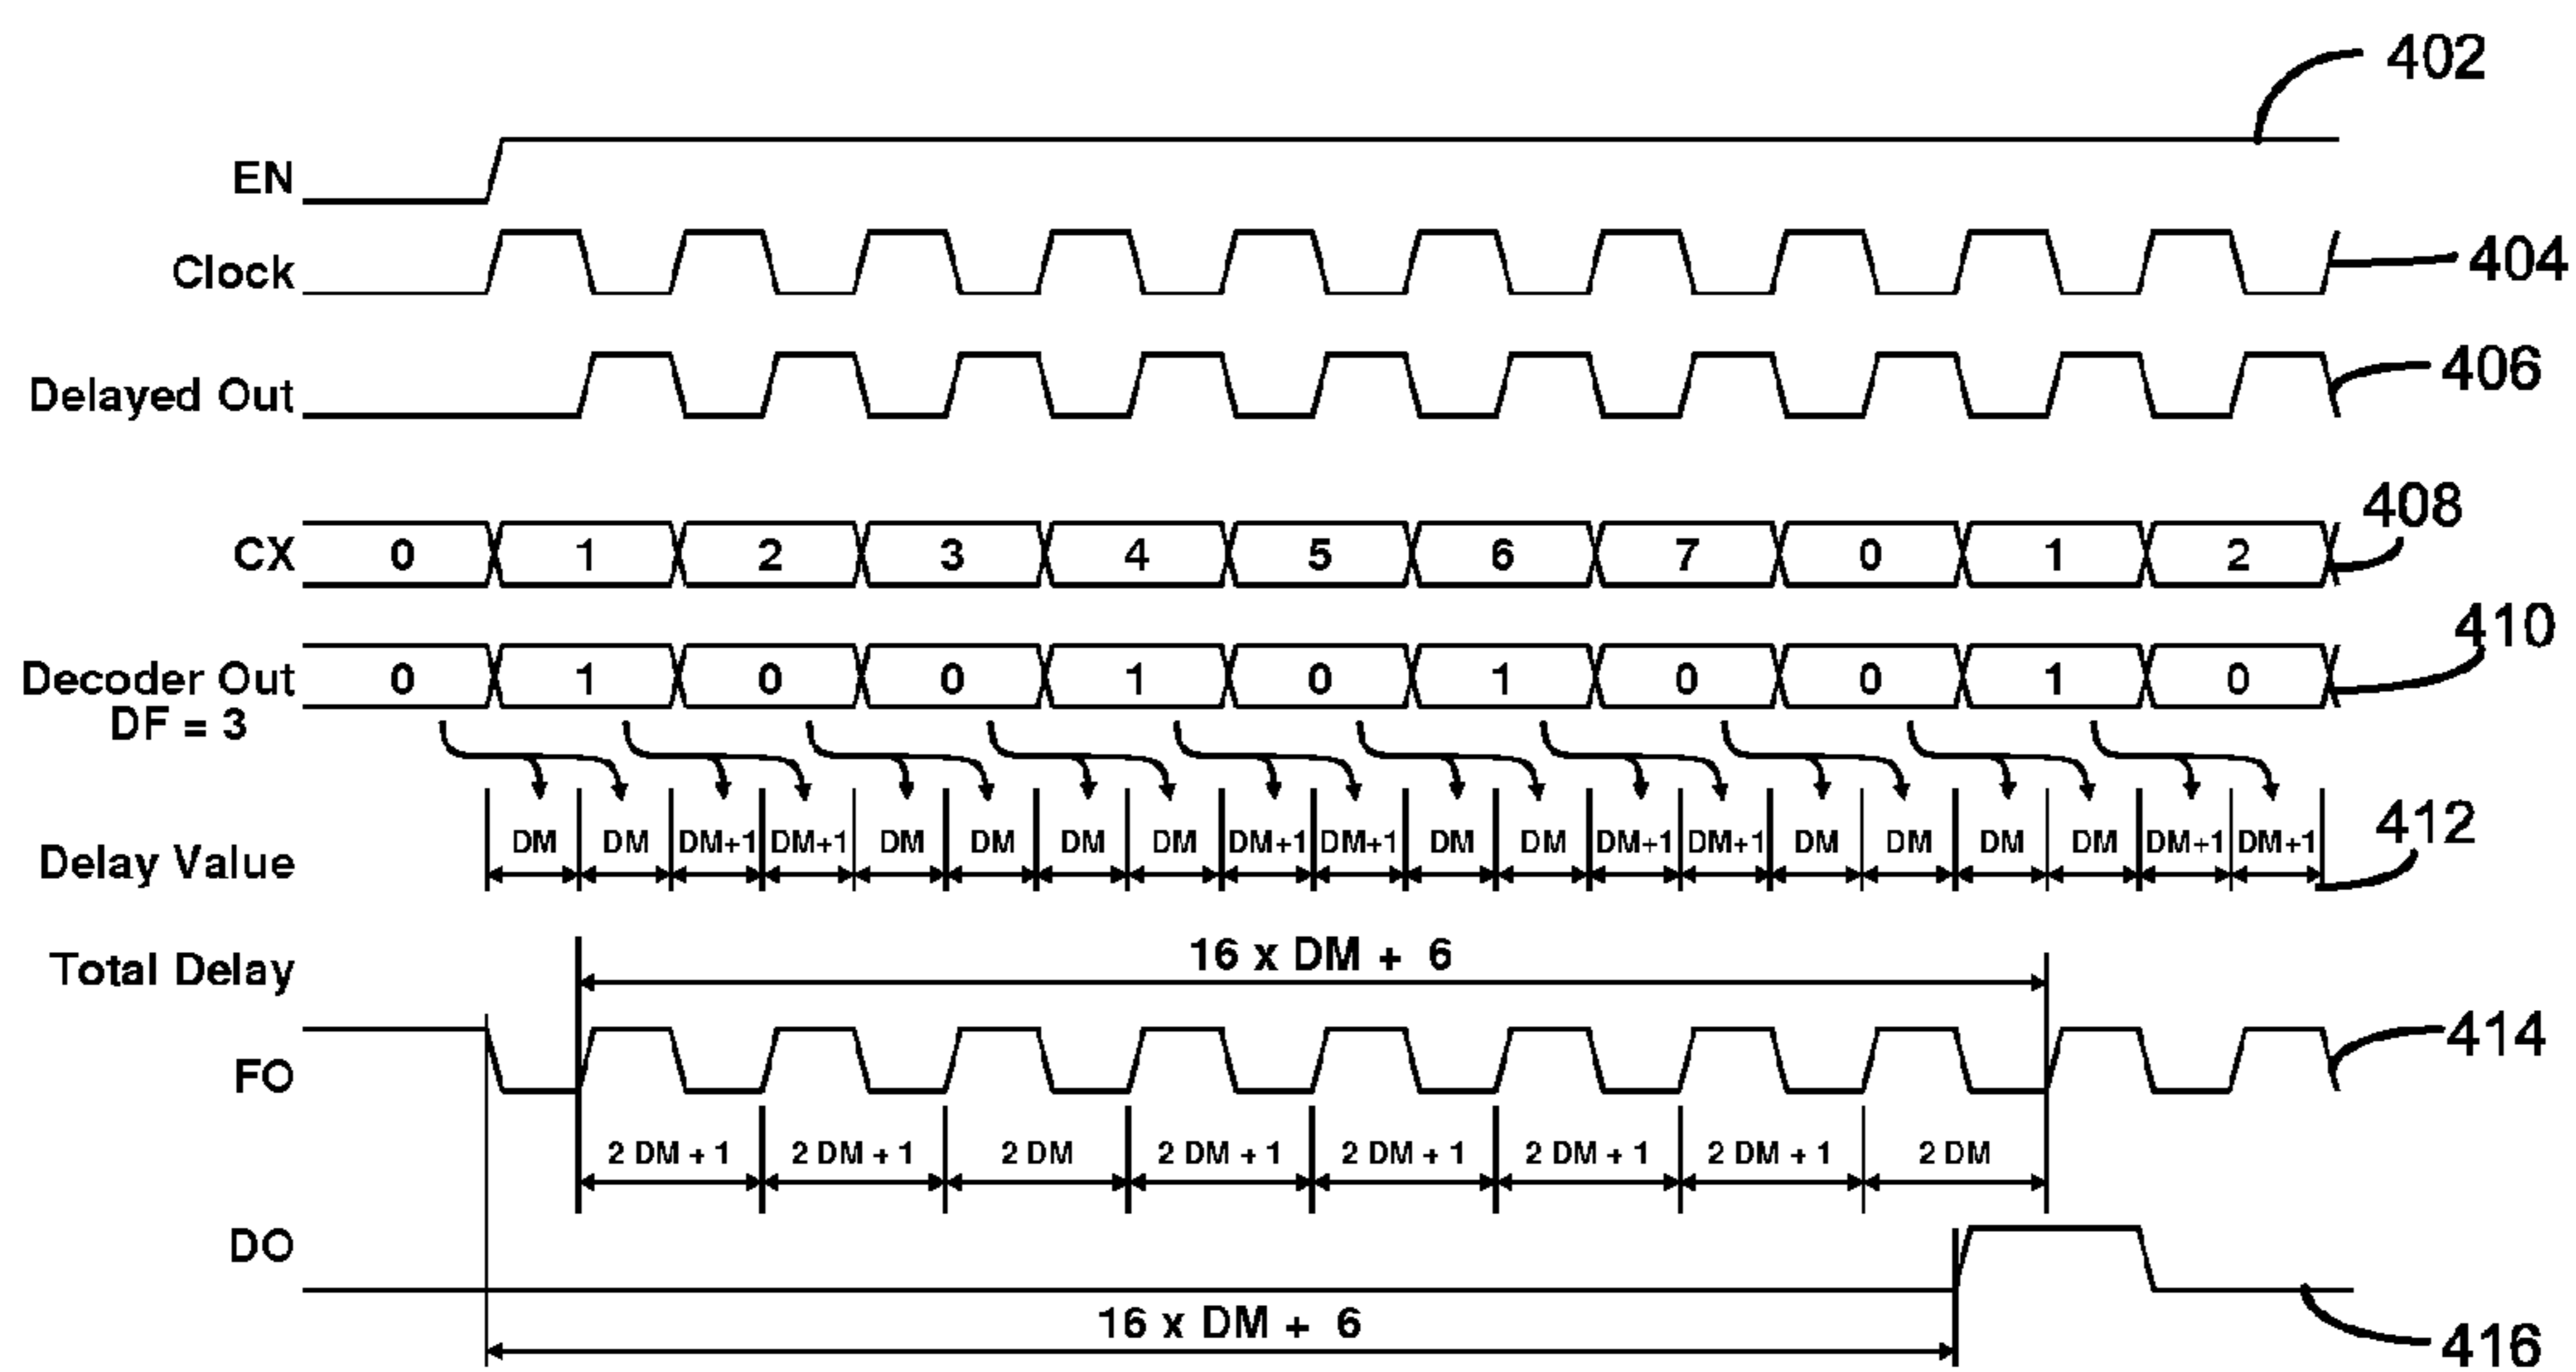 402
EN
Clock
404
Delayed Out
406
CX 0 1 2 3 4 5 6 7 0 1 2
408
Decoder Out 0 1 0 0 1 0 1 0 0 1 0
DF = 3
410
Delay Value DM DM DM+1 DM+1 DM DM DM DM DM+1 DM+1 DM DM DM+1 DM+1 DM DM DM DM DM+1 DM+1
412
Total Delay 16 x DM + 6
FO
414
2 DM + 1 2 DM + 1 2 DM 2 DM + 1 2 DM + 1 2 DM + 1 2 DM + 1 2 DM
DO
16 x DM + 6
416